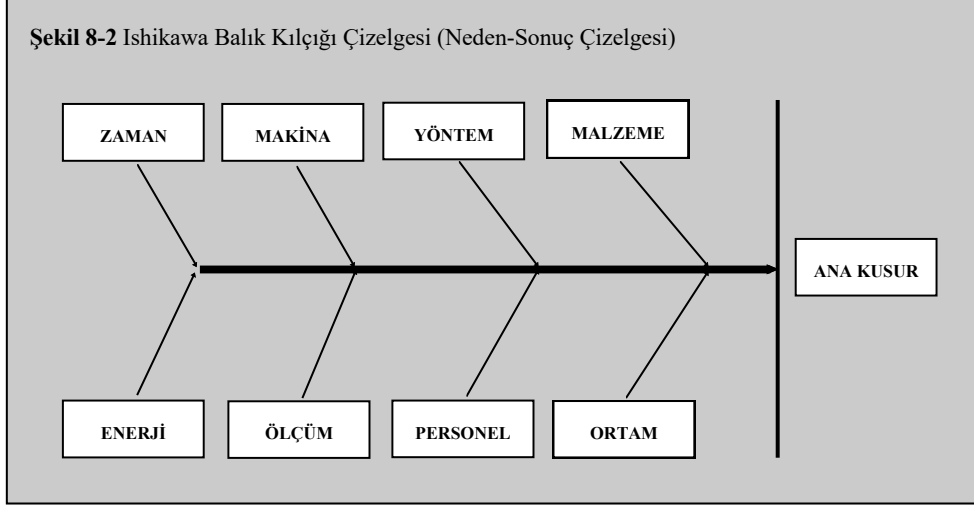 Şekil 8-2 Ishikawa Balık Kılçığı Çizelgesi (Neden-Sonuç Çizelgesi)
ZAMAN
MAKİNA
YÖNTEM
MALZEME
ANA KUSUR
ENERJİ
ÖLÇÜM
PERSONEL
ORTAM